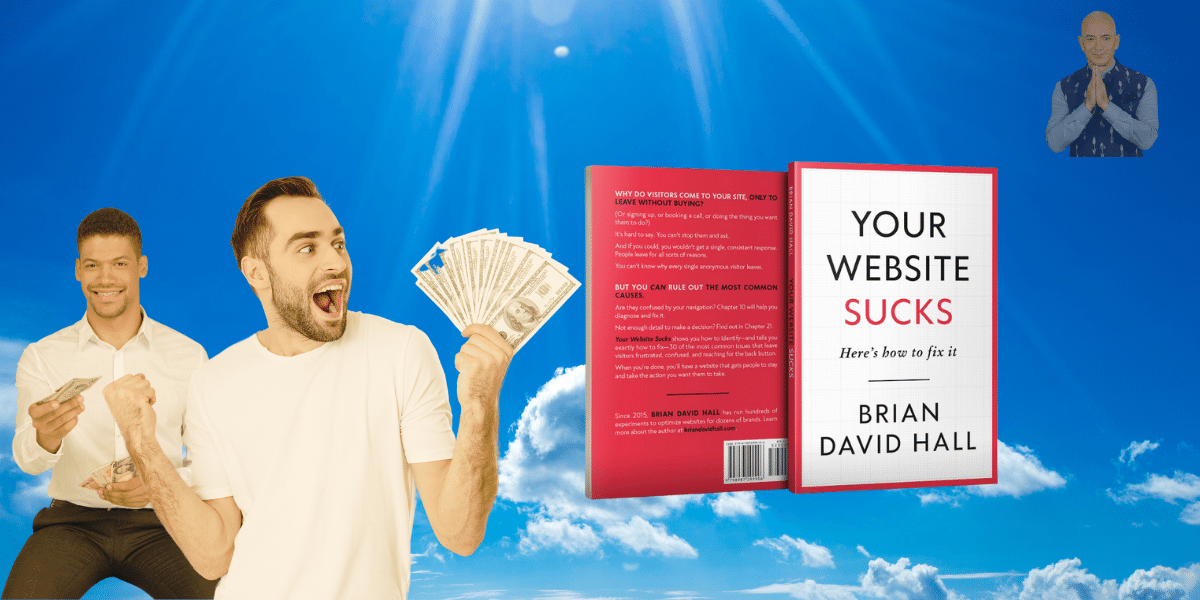 WHY DO VISITORS COME TO YOUR SITE, ONLY TO
LEAVE WITHOUT BUYING?
(Or signing up, or booking a call, or doing the thing you want
them to do?)
It's hard to say. You can't stop them and ask.
And if you could, you wouldn't get a single, consistent response.
People leave for all sorts of reasons.
You can't know why every single anonymous visitor leaves.
BUT YOU CAN RULE OUT THE MOST COMMON
CAUSES.
Are they confused by your navigation? Chapter 10 will help you
diagnose and fix it.
Not enough detail to make a decision? Find out in Chapter 21.
Your Website Sucks shows you how to identify—and tells you
exactly how to fix—30 of the most common issues that leave
visitors frustrated, confused, and reaching for the back button.
When you're done, you'll have a website that gets people to stay
and take the action you want them to take.
Since 2015, BRIAN DAVID HALL has run hundreds of
experiments to optimize websites for dozens of brands. Learn
more about the author at briandavidhall.com.
BRIAN DAVID HALL
YOUR WEBSITE SUCKS
YOUR
WEBSITE
SUCKS
Here's how to fix it
BRIAN
DAVID HALL